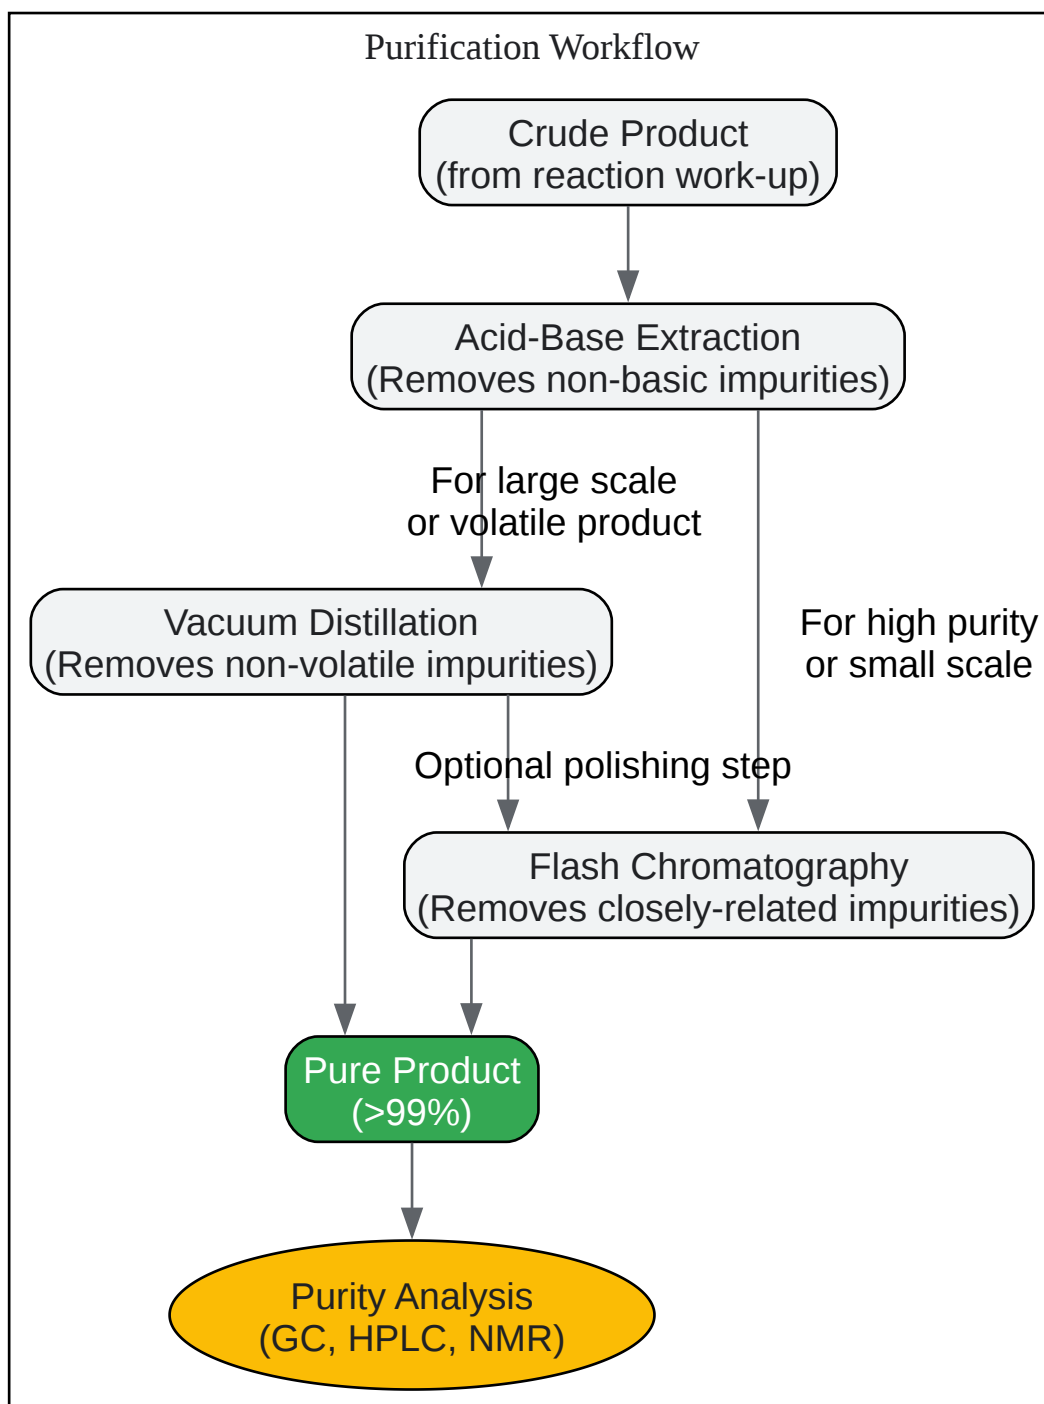 Purification Workflow
Crude Product
(from reaction work-up)
Acid-Base Extraction
(Removes non-basic impurities)
For large scale
or volatile product
Vacuum Distillation
(Removes non-volatile impurities)
For high purity
or small scale
Optional polishing step
Flash Chromatography
(Removes closely-related impurities)
Pure Product
(>99%)
Purity Analysis
(GC, HPLC, NMR)